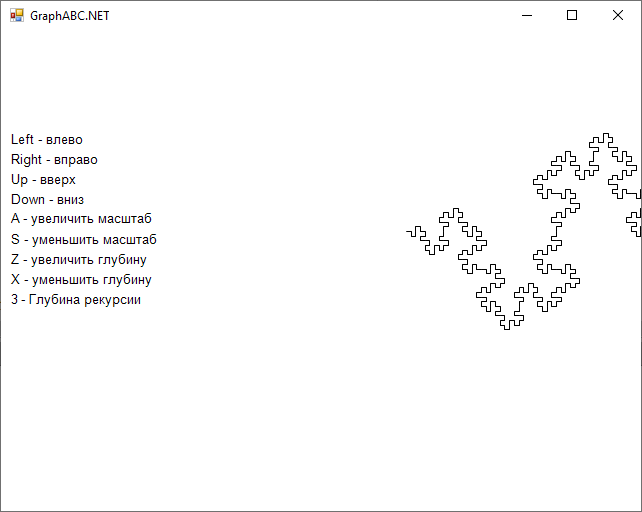 GraphABC.NET
Left - влево
Right - вправо
Up - вверх
Down - вниз
A - увеличить масштаб
S - уменьшить масштаб
Z - увеличить глубину
X - уменьшить глубину
3 - Глубина рекурсии